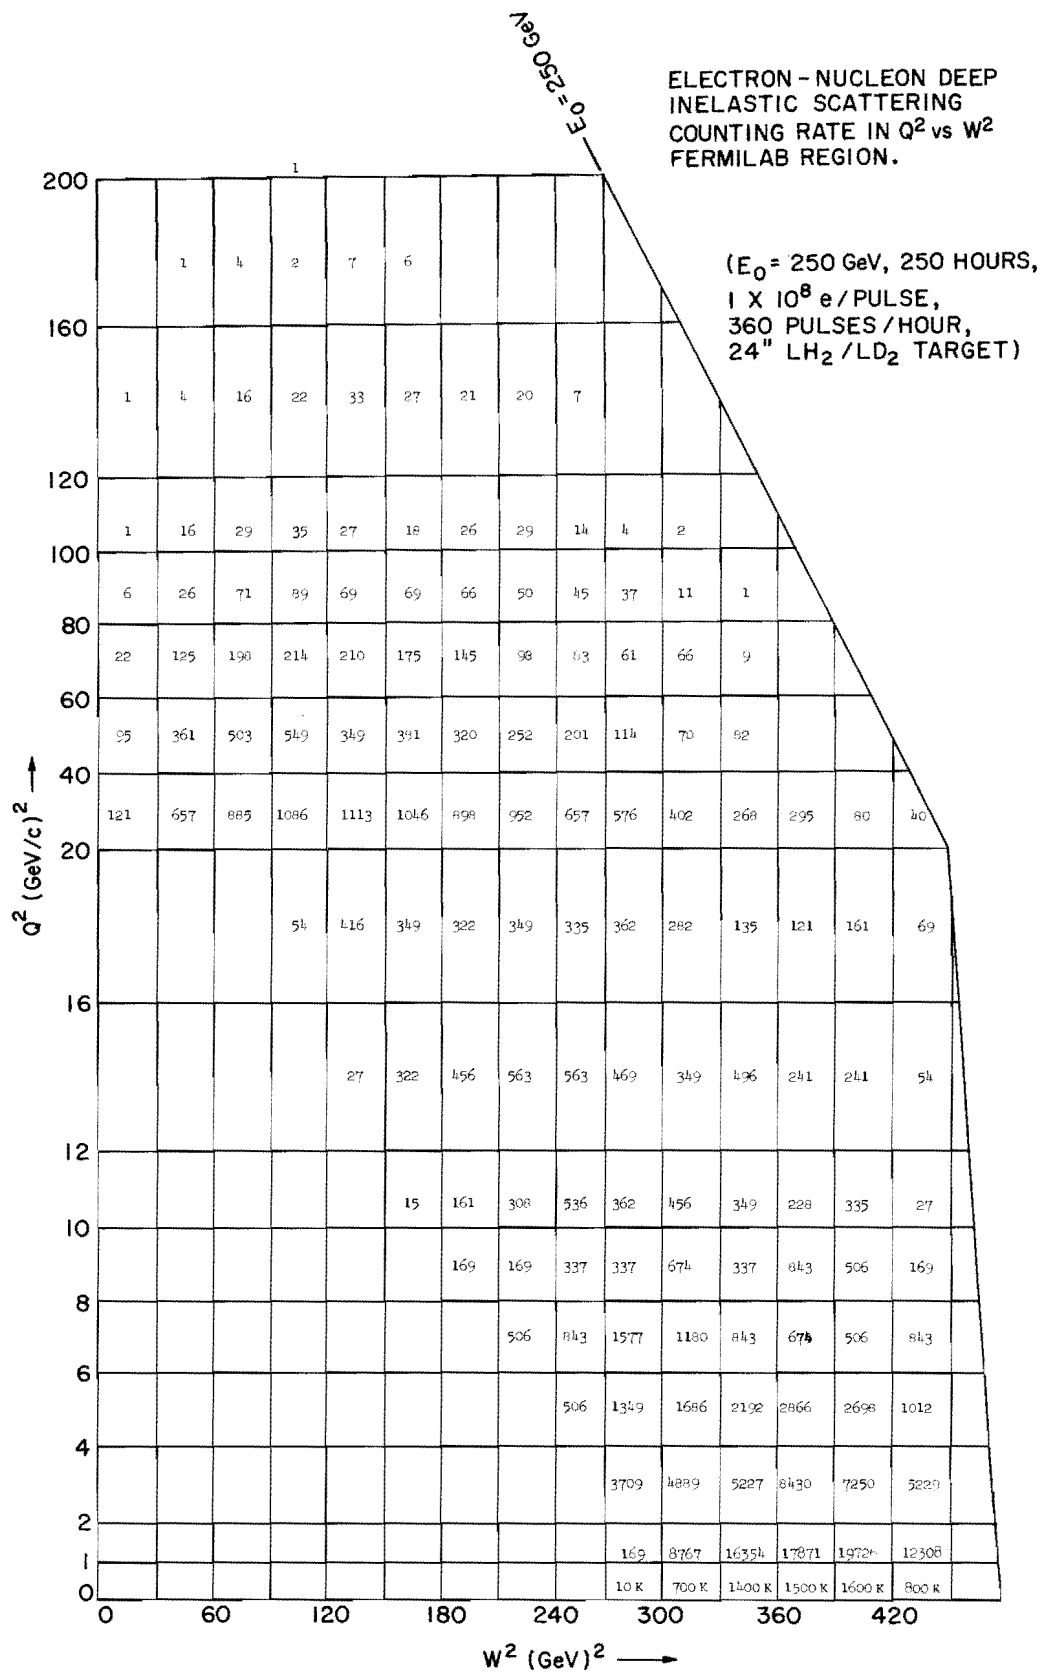 E₀ = 250 GeV
ELECTRON-NUCLEON DEEP
INELASTIC SCATTERING
COUNTING RATE IN Q² vs W²
FERMILAB REGION.
(E₀ = 250 GeV, 250 HOURS,
1 X 10⁸ e/PULSE,
360 PULSES/HOUR,
24" LH₂/LD₂ TARGET)
1
200
1 4 2 7 6
160
1 4 16 22 33 27 21 20 7
120
1 16 29 35 27 18 26 29 14 4 2
100
6 26 71 89 69 69 66 50 45 37 11 1
80
22 125 198 214 210 175 145 98 83 61 66 9
60
95 361 503 549 349 391 320 252 201 114 70 82
40
121 657 885 1086 1113 1046 898 952 657 576 402 268 295 80 40
20
54 416 349 322 349 335 362 282 135 121 161 69
16
27 322 456 563 563 469 349 496 241 241 54
12
15 161 308 536 362 456 349 228 335 27
10
169 169 337 337 674 337 843 506 169
8
506 843 1577 1180 843 674 506 843
6
506 1349 1686 2192 2866 2698 1012
4
3709 4889 5227 8430 7250 5229
2
169 8767 16354 17871 12308
1
10 K 700 K 1400 K 1500 K 1600 K 800 K
0
0 60 120 180 240 300 360 420
Q² (GeV/c)² →
W² (GeV)² →